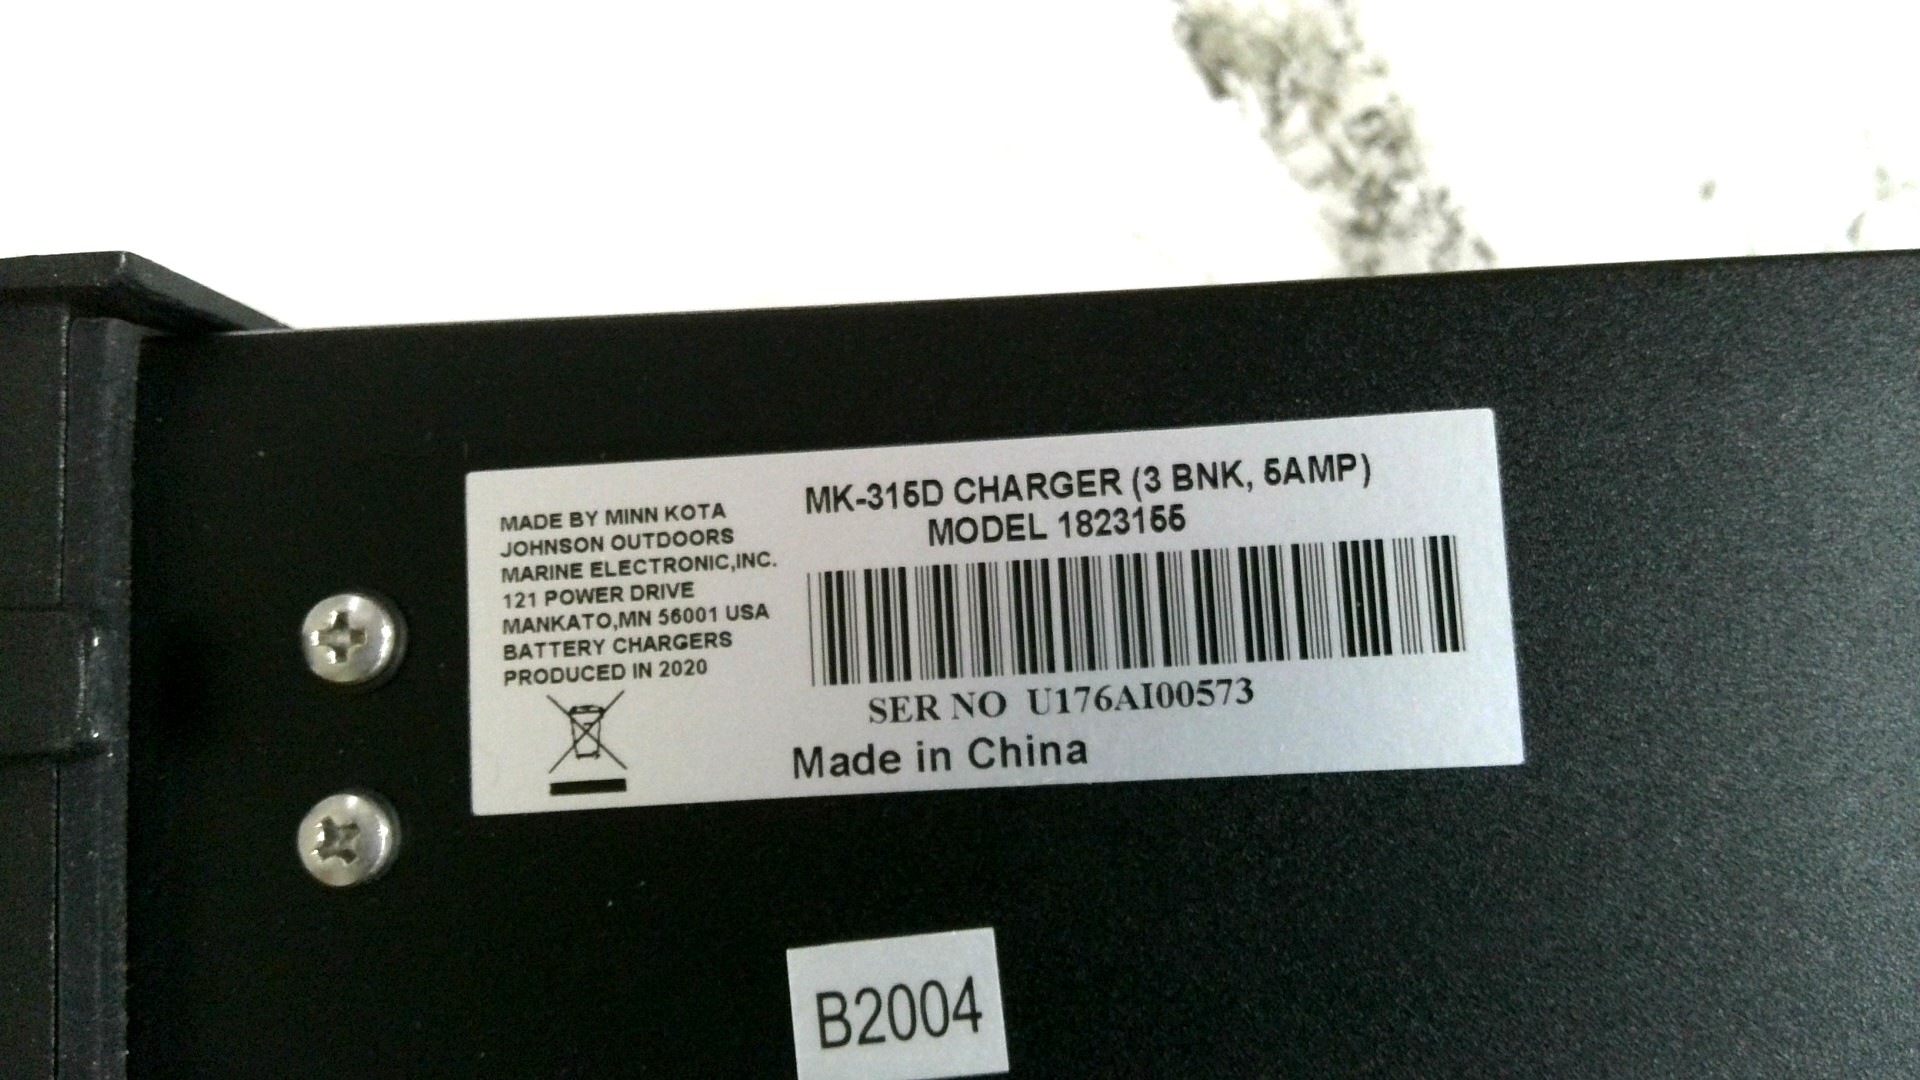 MADE BY MINN KOTA
JOHNSON OUTDOORS
MARINE ELECTRONIC,INC.
121 POWER DRIVE
MANKATO,MN 56001 USA
BATTERY CHARGERS
PRODUCED IN 2020
MK-315D CHARGER (3 BNK, 5AMP)
MODEL 1823155
SER NO U176AI00573
Made in China
B2004